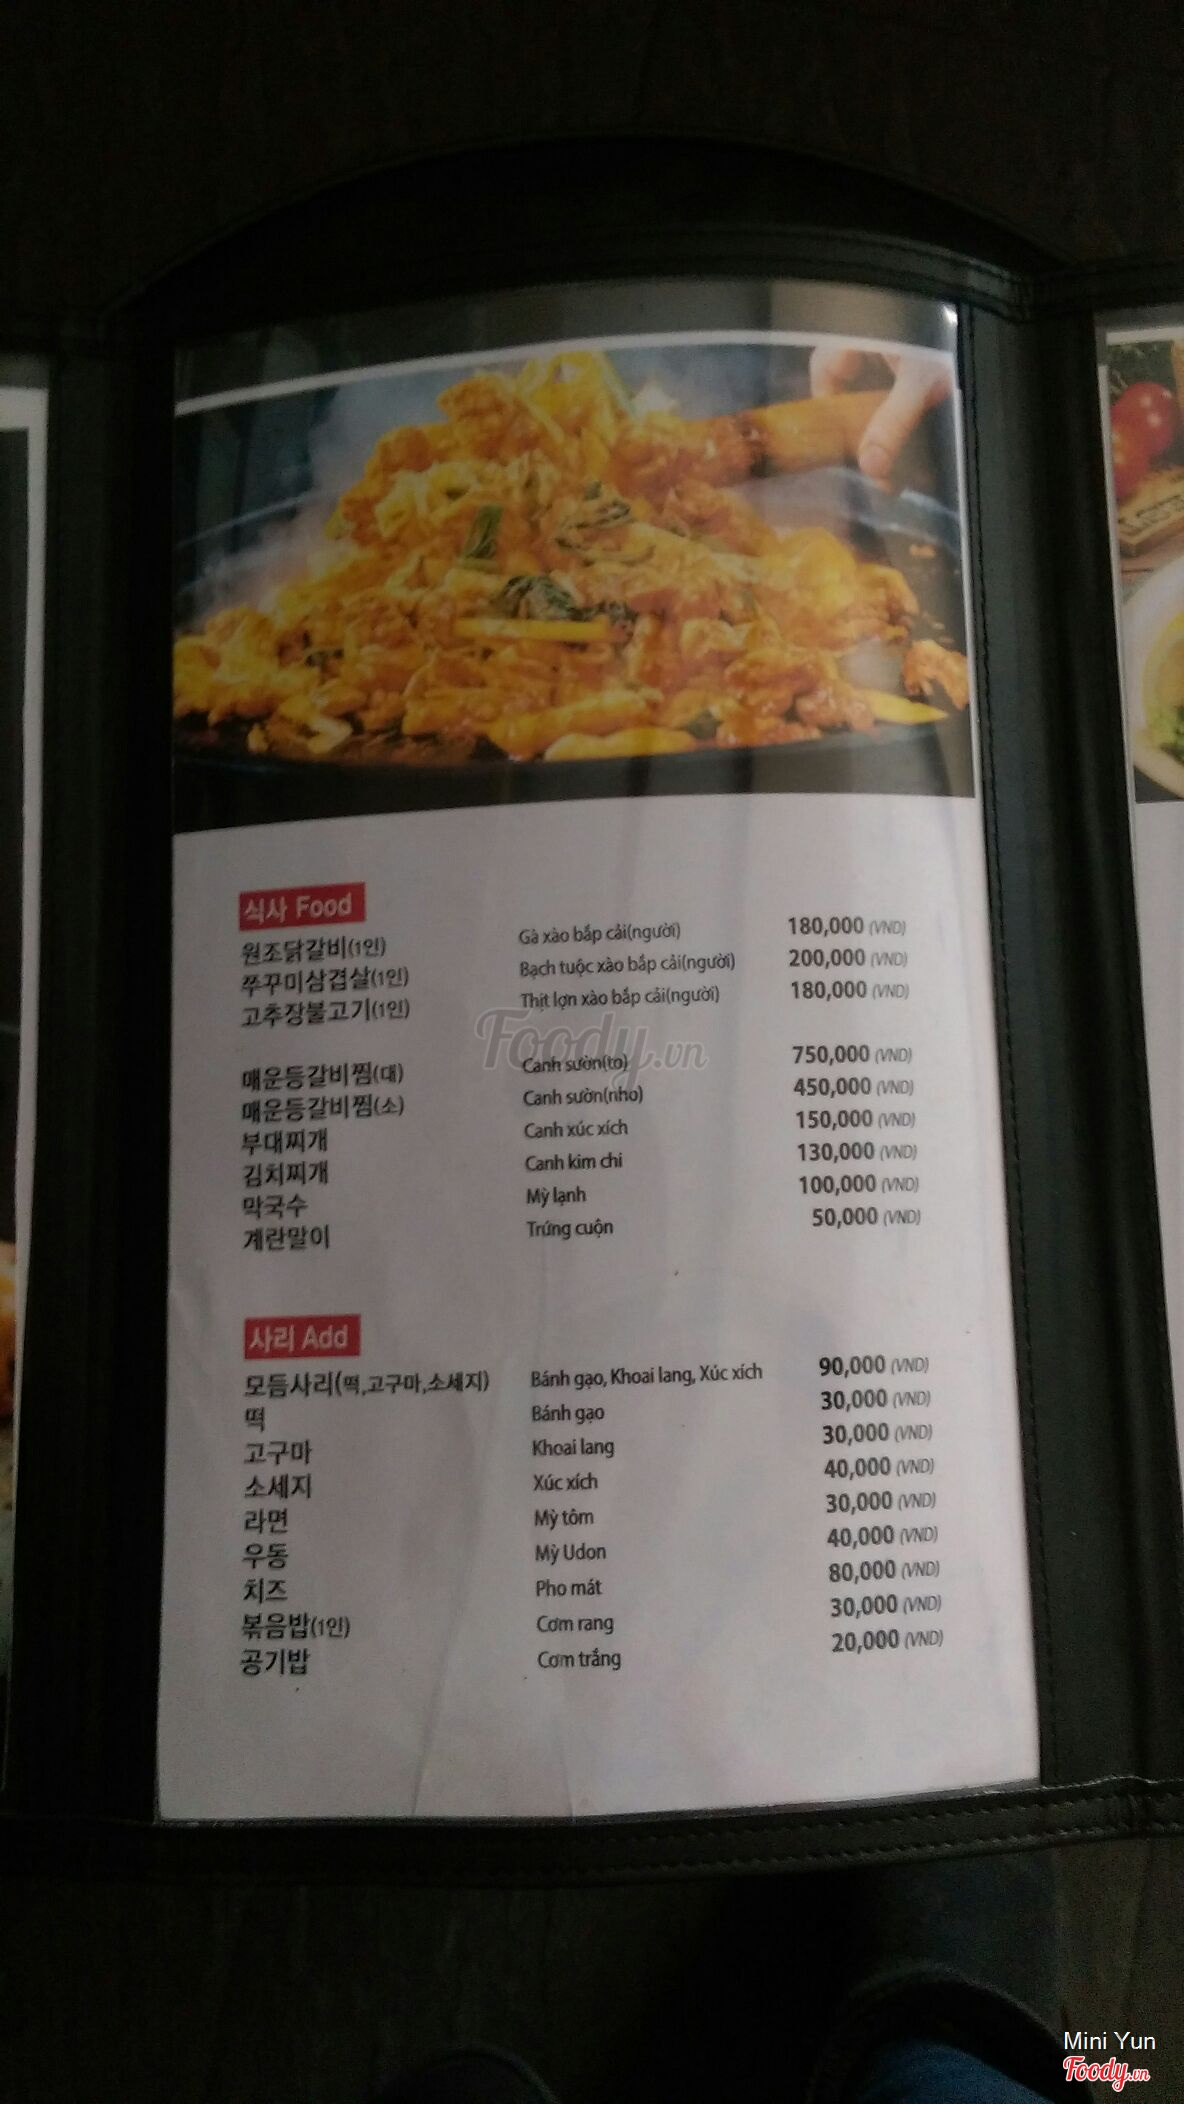 식사 Food
원조닭갈비(1인) Gà xào bắp cải(người) 180,000 (VND)
쭈꾸미삼겹살(1인) Bạch tuộc xào bắp cải(người) 200,000 (VND)
고추장불고기(1인) Thịt lợn xào bắp cải(người) 180,000 (VND)
Foody.vn
매운등갈비찜(대) Canh sườn(to) 750,000 (VND)
매운등갈비찜(소) Canh sườn(nho) 450,000 (VND)
부대찌개 Canh xúc xích 150,000 (VND)
김치찌개 Canh kim chi 130,000 (VND)
막국수 Mỳ lạnh 100,000 (VND)
계란말이 Trứng cuộn 50,000 (VND)
사리 Add
모듬사리(떡,고구마,소세지) Bánh gạo, Khoai lang, Xúc xích 90,000 (VND)
떡 Bánh gạo 30,000 (VND)
고구마 Khoai lang 30,000 (VND)
소세지 Xúc xích 40,000 (VND)
라면 Mỳ tôm 30,000 (VND)
우동 Mỳ Udon 40,000 (VND)
치즈 Pho mát 80,000 (VND)
볶음밥(1인) Cơm rang 30,000 (VND)
공기밥 Cơm trắng 20,000 (VND)
Mini Yun
Foody.vn